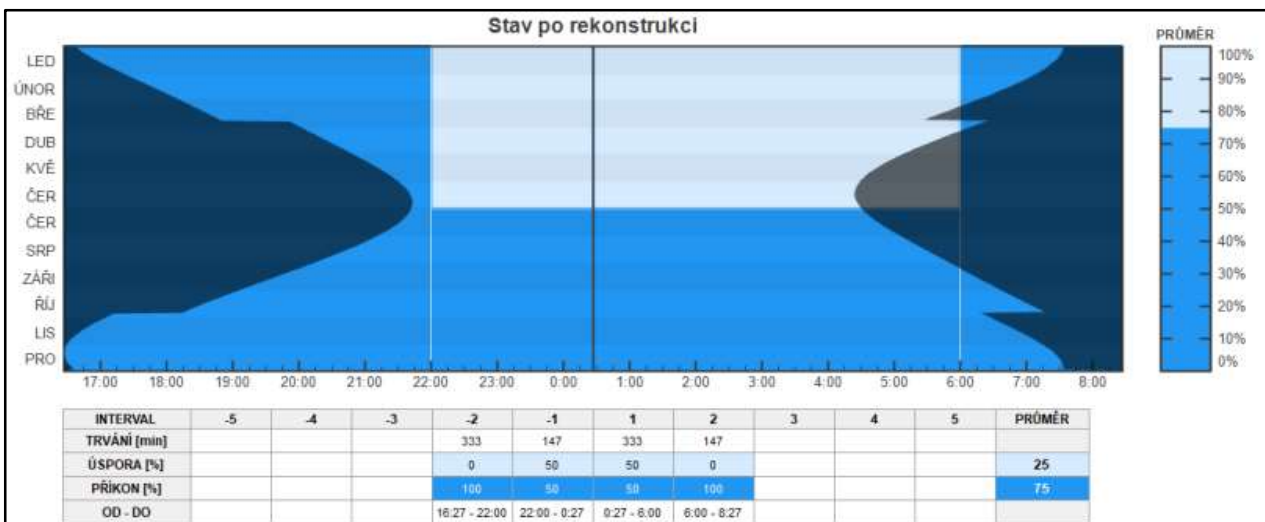 Stav po rekonstrukci
PRŮMĚR
LED
ÚNOR
BŘE
DUB
KVĚ
ČER
ČER
SRP
ZÁŘI
ŘÍJ
LIS
PRO
100%
90%
80%
70%
60%
50%
40%
30%
20%
10%
0%
17:00 18:00 19:00 20:00 21:00 22:00 23:00 0:00 1:00 2:00 3:00 4:00 5:00 6:00 7:00 8:00
INTERVAL -5 -4 -3 -2 -1 1 2 3 4 5 PRŮMĚR
TRVÁNÍ [min] 333 147 333 147
ÚSPORA [%] 0 50 50 0 25
PŘÍKON [%] 100 50 50 100 75
OD - DO 16:27 - 22:00 22:00 - 0:27 0:27 - 6:00 6:00 - 8:27